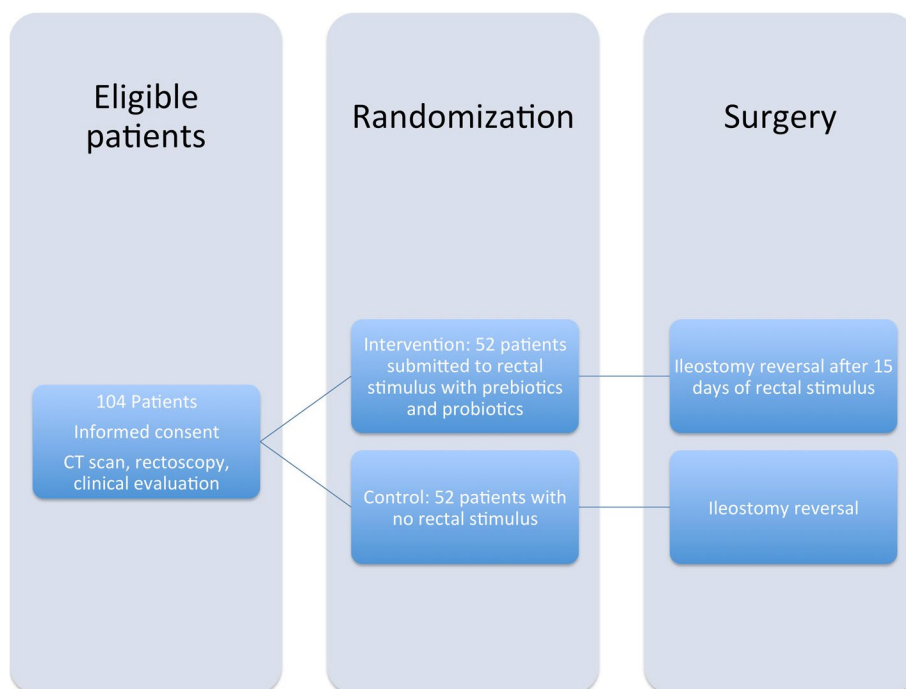 Eligible
patients
104 Patients
Informed consent
CT scan, rectoscopy,
clinical evaluation
Randomization
Intervention: 52 patients
submitted to rectal
stimulus with prebiotics
and probiotics
Control: 52 patients with
no rectal stimulus
Surgery
Ileostomy reversal after 15
days of rectal stimulus
Ileostomy reversal